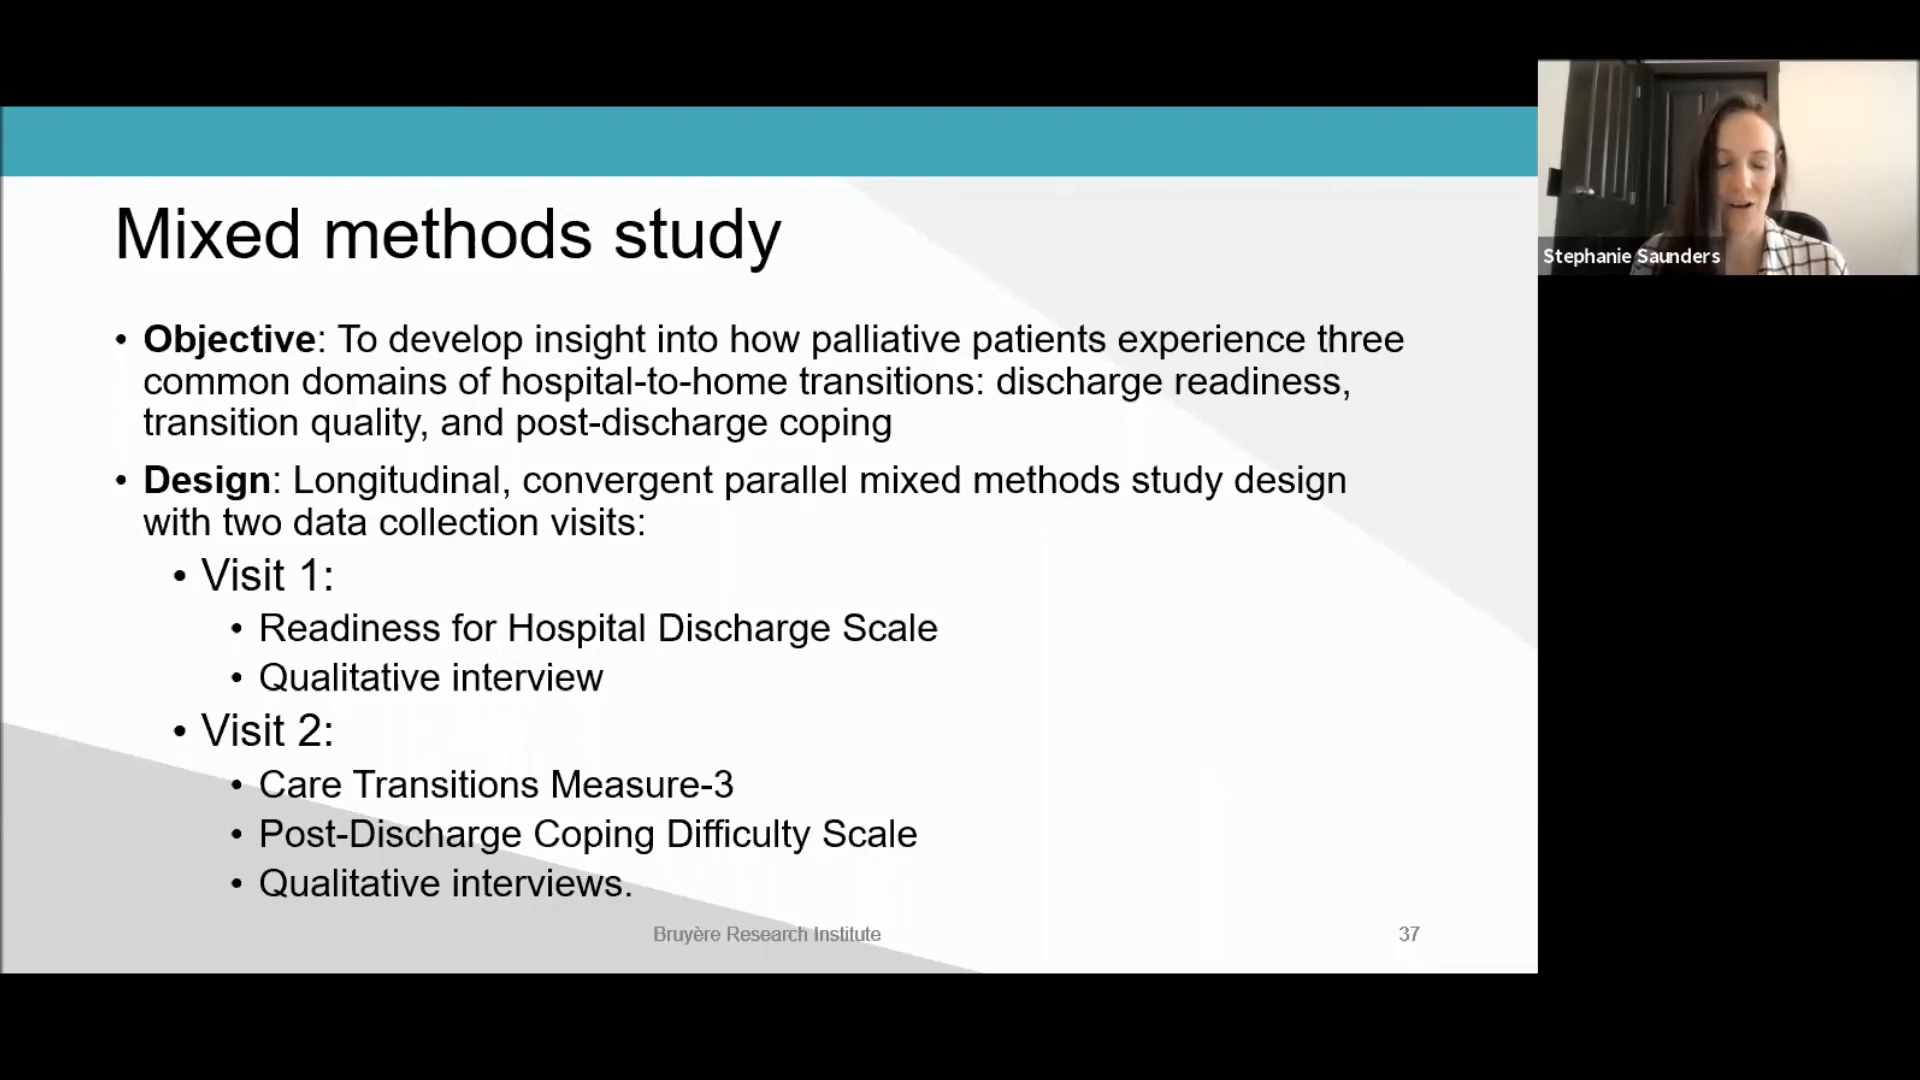 Mixed methods study
• Objective: To develop insight into how palliative patients experience three
common domains of hospital-to-home transitions: discharge readiness,
transition quality, and post-discharge coping
• Design: Longitudinal, convergent parallel mixed methods study design
with two data collection visits:
• Visit 1:
• Readiness for Hospital Discharge Scale
• Qualitative interview
• Visit 2:
• Care Transitions Measure-3
• Post-Discharge Coping Difficulty Scale
• Qualitative interviews.
Bruyère Research Institute
37
Stephanie Saunders